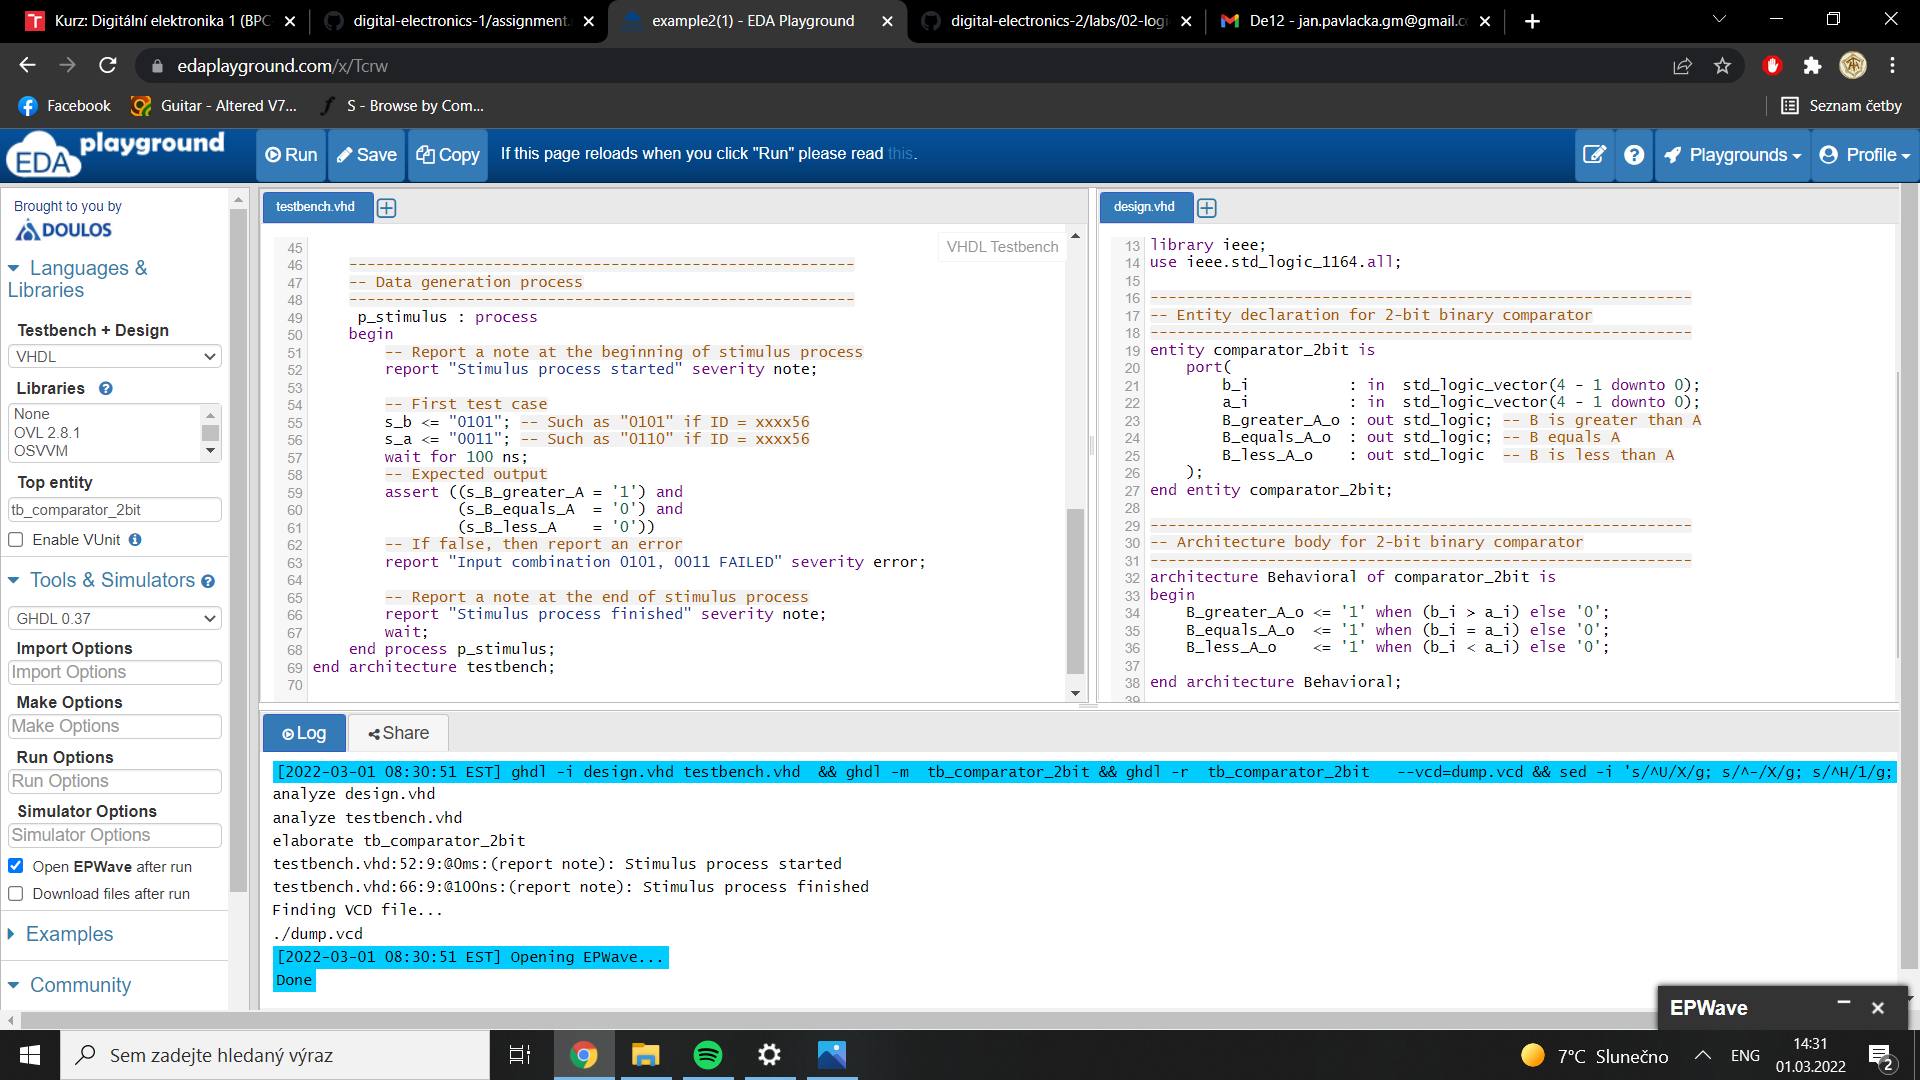 Kurz: Digitální elektronika 1 (BPC-
digital-electronics-1/assignment.
example2(1) - EDA Playground
digital-electronics-2/labs/02-logi
De12 - jan.pavlacka.gm@gmail.c
edaplayground.com/x/Tcrw
Facebook
Guitar - Altered V7...
S - Browse by Com...
Seznam četby
EDA playground
Run
Save
Copy
If this page reloads when you click "Run" please read this.
Playgrounds
Profile
Brought to you by
DOULOS
Languages &
Libraries
Testbench + Design
VHDL
Libraries
None
OVL 2.8.1
OSVVM
Top entity
tb_comparator_2bit
Enable VUnit
Tools & Simulators
GHDL 0.37
Import Options
Import Options
Make Options
Make Options
Run Options
Run Options
Simulator Options
Simulator Options
Open EPWave after run
Download files after run
Examples
Community
testbench.vhd
VHDL Testbench
45
46 --------------------------------------------------------
47 -- Data generation process
48 --------------------------------------------------------
49 p_stimulus : process
50 begin
51 -- Report a note at the beginning of stimulus process
52 report "Stimulus process started" severity note;
53
54 -- First test case
55 s_b <= "0101"; -- Such as "0101" if ID = xxxx56
56 s_a <= "0011"; -- Such as "0110" if ID = xxxx56
57 wait for 100 ns;
58 -- Expected output
59 assert ((s_B_greater_A = '1') and
60 (s_B_equals_A = '0') and
61 (s_B_less_A = '0'))
62 -- If false, then report an error
63 report "Input combination 0101, 0011 FAILED" severity error;
64
65 -- Report a note at the end of stimulus process
66 report "Stimulus process finished" severity note;
67 wait;
68 end process p_stimulus;
69 end architecture testbench;
70
design.vhd
13 library ieee;
14 use ieee.std_logic_1164.all;
15
16 ------------------------------------------------------------
17 -- Entity declaration for 2-bit binary comparator
18 ------------------------------------------------------------
19 entity comparator_2bit is
20 port(
21 b_i : in std_logic_vector(4 - 1 downto 0);
22 a_i : in std_logic_vector(4 - 1 downto 0);
23 B_greater_A_o : out std_logic; -- B is greater than A
24 B_equals_A_o : out std_logic; -- B equals A
25 B_less_A_o : out std_logic -- B is less than A
26 );
27 end entity comparator_2bit;
28
29 ------------------------------------------------------------
30 -- Architecture body for 2-bit binary comparator
31 ------------------------------------------------------------
32 architecture Behavioral of comparator_2bit is
33 begin
34 B_greater_A_o <= '1' when (b_i > a_i) else '0';
35 B_equals_A_o <= '1' when (b_i = a_i) else '0';
36 B_less_A_o <= '1' when (b_i < a_i) else '0';
37
38 end architecture Behavioral;
39
Log
Share
[2022-03-01 08:30:51 EST] ghdl -i design.vhd testbench.vhd && ghdl -m tb_comparator_2bit && ghdl -r tb_comparator_2bit --vcd=dump.vcd && sed -i 's/^U/X/g; s/^-/X/g; s/^H/1/g;
analyze design.vhd
analyze testbench.vhd
elaborate tb_comparator_2bit
testbench.vhd:52:9:@0ms:(report note): Stimulus process started
testbench.vhd:66:9:@100ns:(report note): Stimulus process finished
Finding VCD file...
./dump.vcd
[2022-03-01 08:30:51 EST] Opening EPWave...
Done
EPWave
Sem zadejte hledaný výraz
7°C Slunečno
ENG
14:31
01.03.2022
2